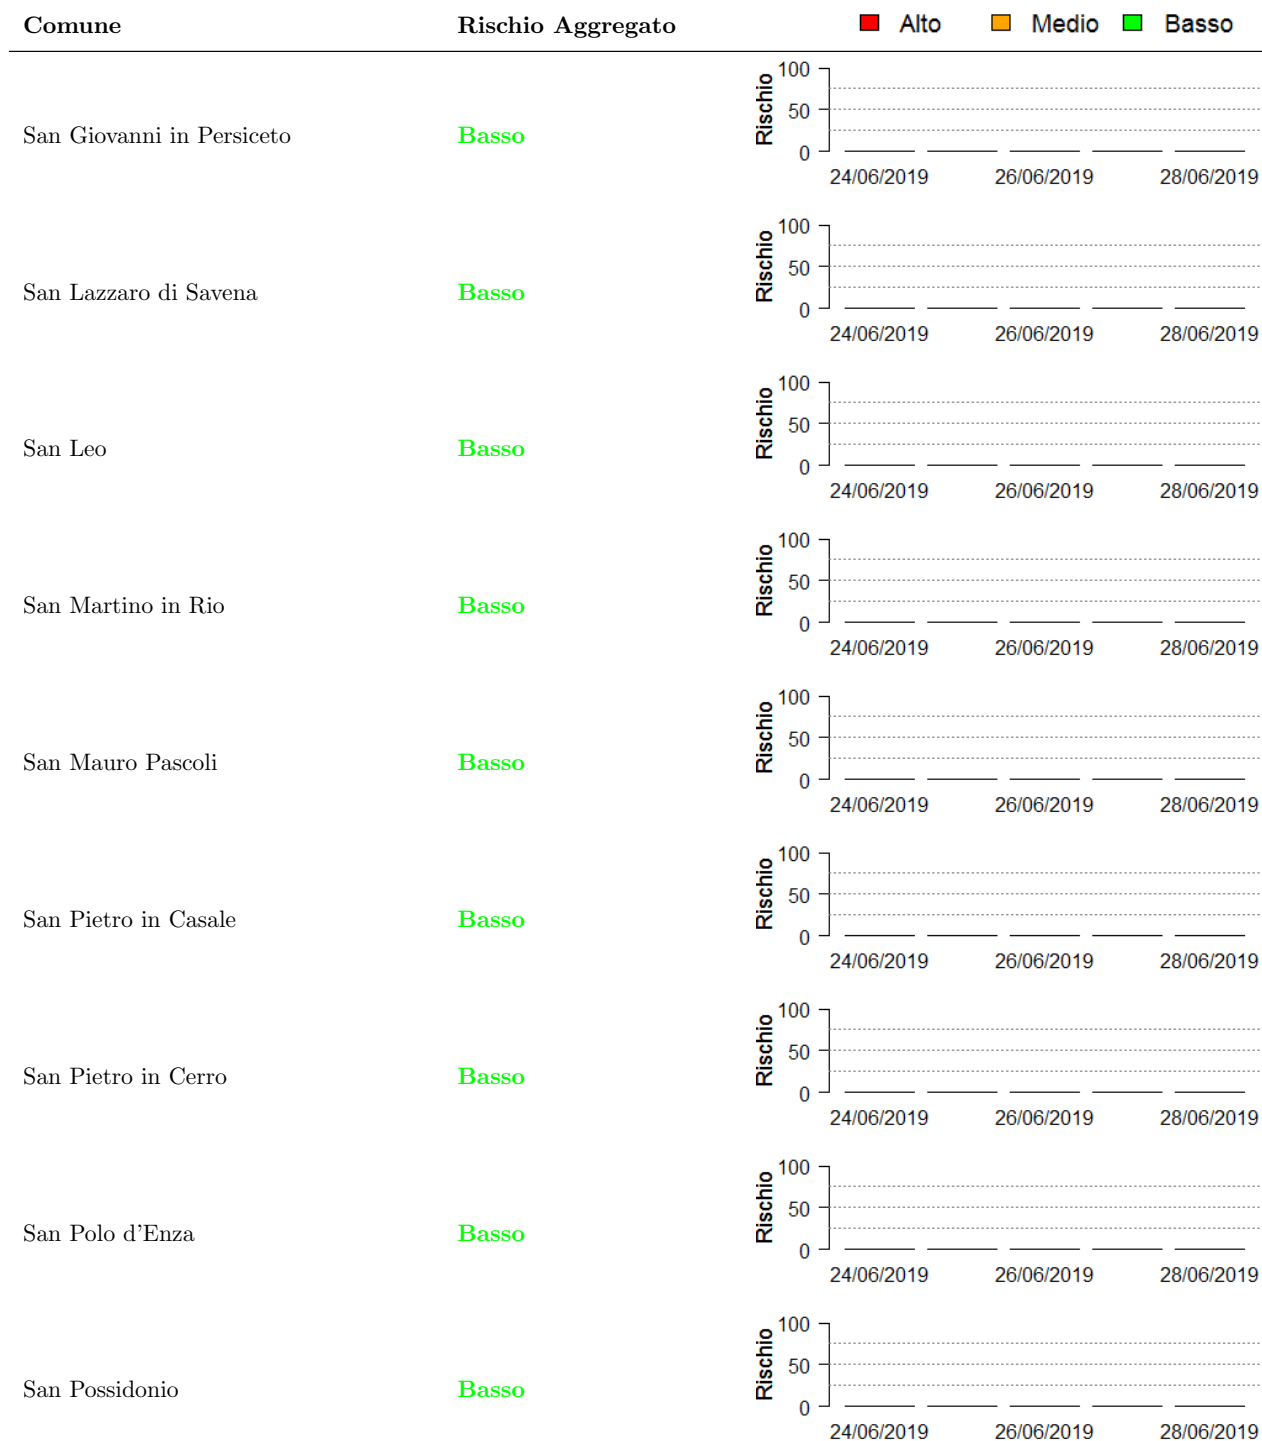 Comune Rischio Aggregato Alto Medio Basso
100
50
0
Rischio
San Giovanni in Persiceto Basso
24/06/2019 26/06/2019 28/06/2019
100
50
0
Rischio
San Lazzaro di Savena Basso
24/06/2019 26/06/2019 28/06/2019
100
50
0
Rischio
San Leo Basso
24/06/2019 26/06/2019 28/06/2019
100
50
0
Rischio
San Martino in Rio Basso
24/06/2019 26/06/2019 28/06/2019
100
50
0
Rischio
San Mauro Pascoli Basso
24/06/2019 26/06/2019 28/06/2019
100
50
0
Rischio
San Pietro in Casale Basso
24/06/2019 26/06/2019 28/06/2019
100
50
0
Rischio
San Pietro in Cerro Basso
24/06/2019 26/06/2019 28/06/2019
100
50
0
Rischio
San Polo d'Enza Basso
24/06/2019 26/06/2019 28/06/2019
100
50
0
Rischio
San Possidonio Basso
24/06/2019 26/06/2019 28/06/2019